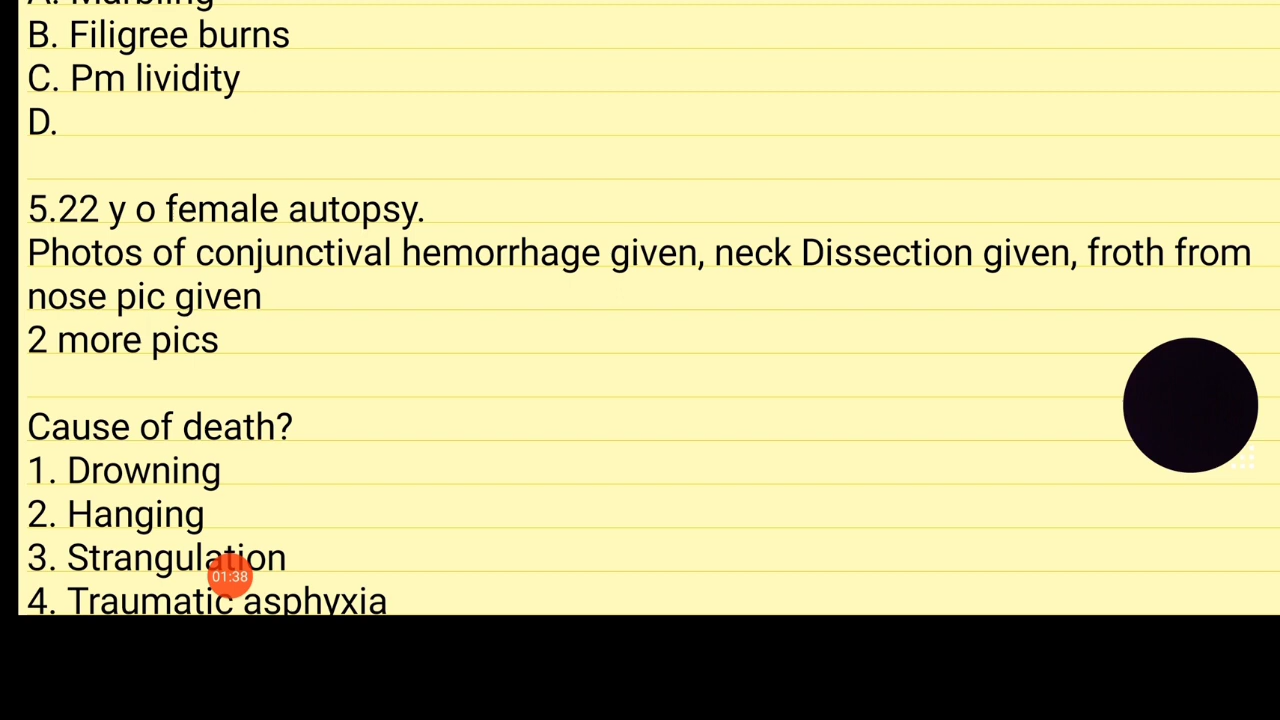 A. Marbling
B. Filigree burns
C. Pm lividity
D.
5.22 y o female autopsy.
Photos of conjunctival hemorrhage given, neck Dissection given, froth from
nose pic given
2 more pics
Cause of death?
1. Drowning
2. Hanging
3. Strangulation
01:38
4. Traumatic asphyxia